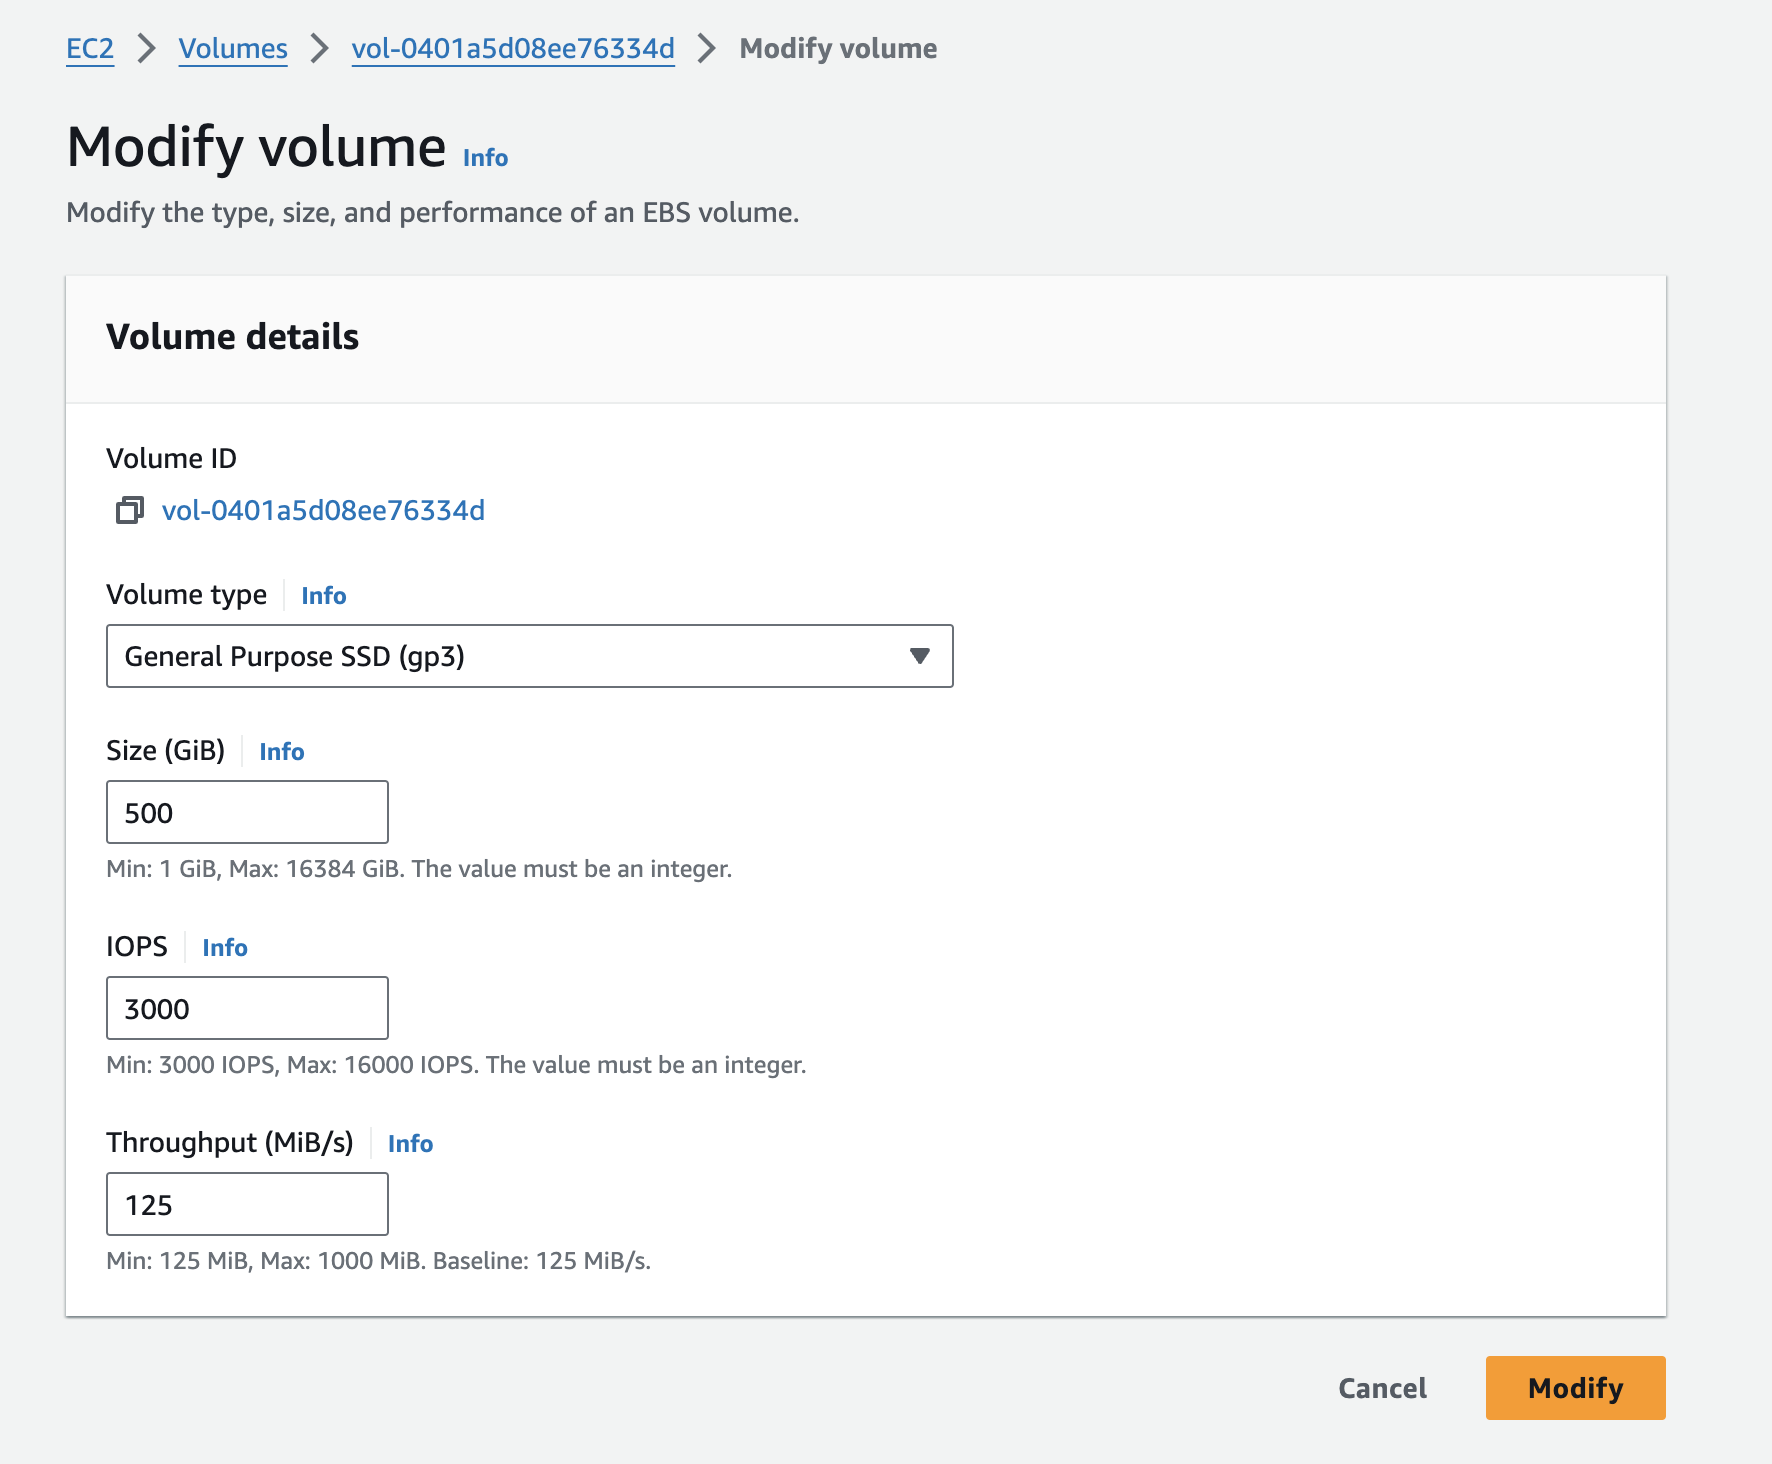 EC2 > Volumes > vol-0401a5d08ee76334d > Modify volume
Modify volume Info
Modify the type, size, and performance of an EBS volume.
Volume details
Volume ID
vol-0401a5d08ee76334d
Volume type Info
General Purpose SSD (gp3)
Size (GiB) Info
500
Min: 1 GiB, Max: 16384 GiB. The value must be an integer.
IOPS Info
3000
Min: 3000 IOPS, Max: 16000 IOPS. The value must be an integer.
Throughput (MiB/s) Info
125
Min: 125 MiB, Max: 1000 MiB. Baseline: 125 MiB/s.
Cancel Modify